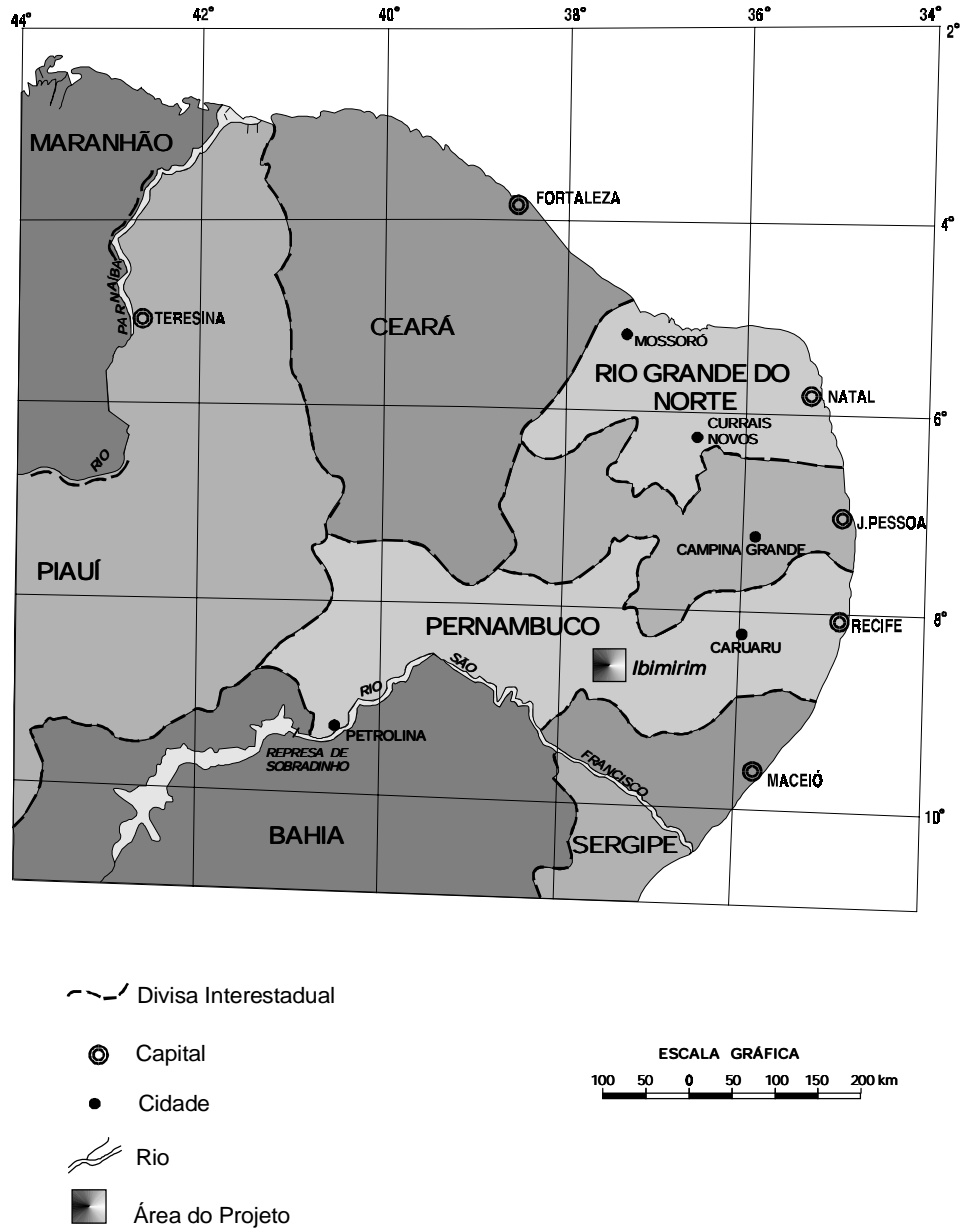 44° 42° 40° 38° 36° 34°
2°
MARANHÃO
FORTALEZA
4°
PARNAÍBA
TERESINA
CEARÁ
MOSSORÓ
RIO GRANDE DO
NORTE
NATAL
6°
CURRAIS
NOVOS
RIO
J.PESSOA
CAMPINA GRANDE
PIAUÍ
8°
PERNAMBUCO
RECIFE
CARUARU
SÃO
Ibimirim
RIO
PETROLINA
REPRESA DE
SOBRADINHO
FRANCISCO
MACEIÓ
10°
BAHIA
SERGIPE
Divisa Interestadual
Capital
Cidade
Rio
Área do Projeto
ESCALA GRÁFICA
100 50 0 50 100 150 200 km